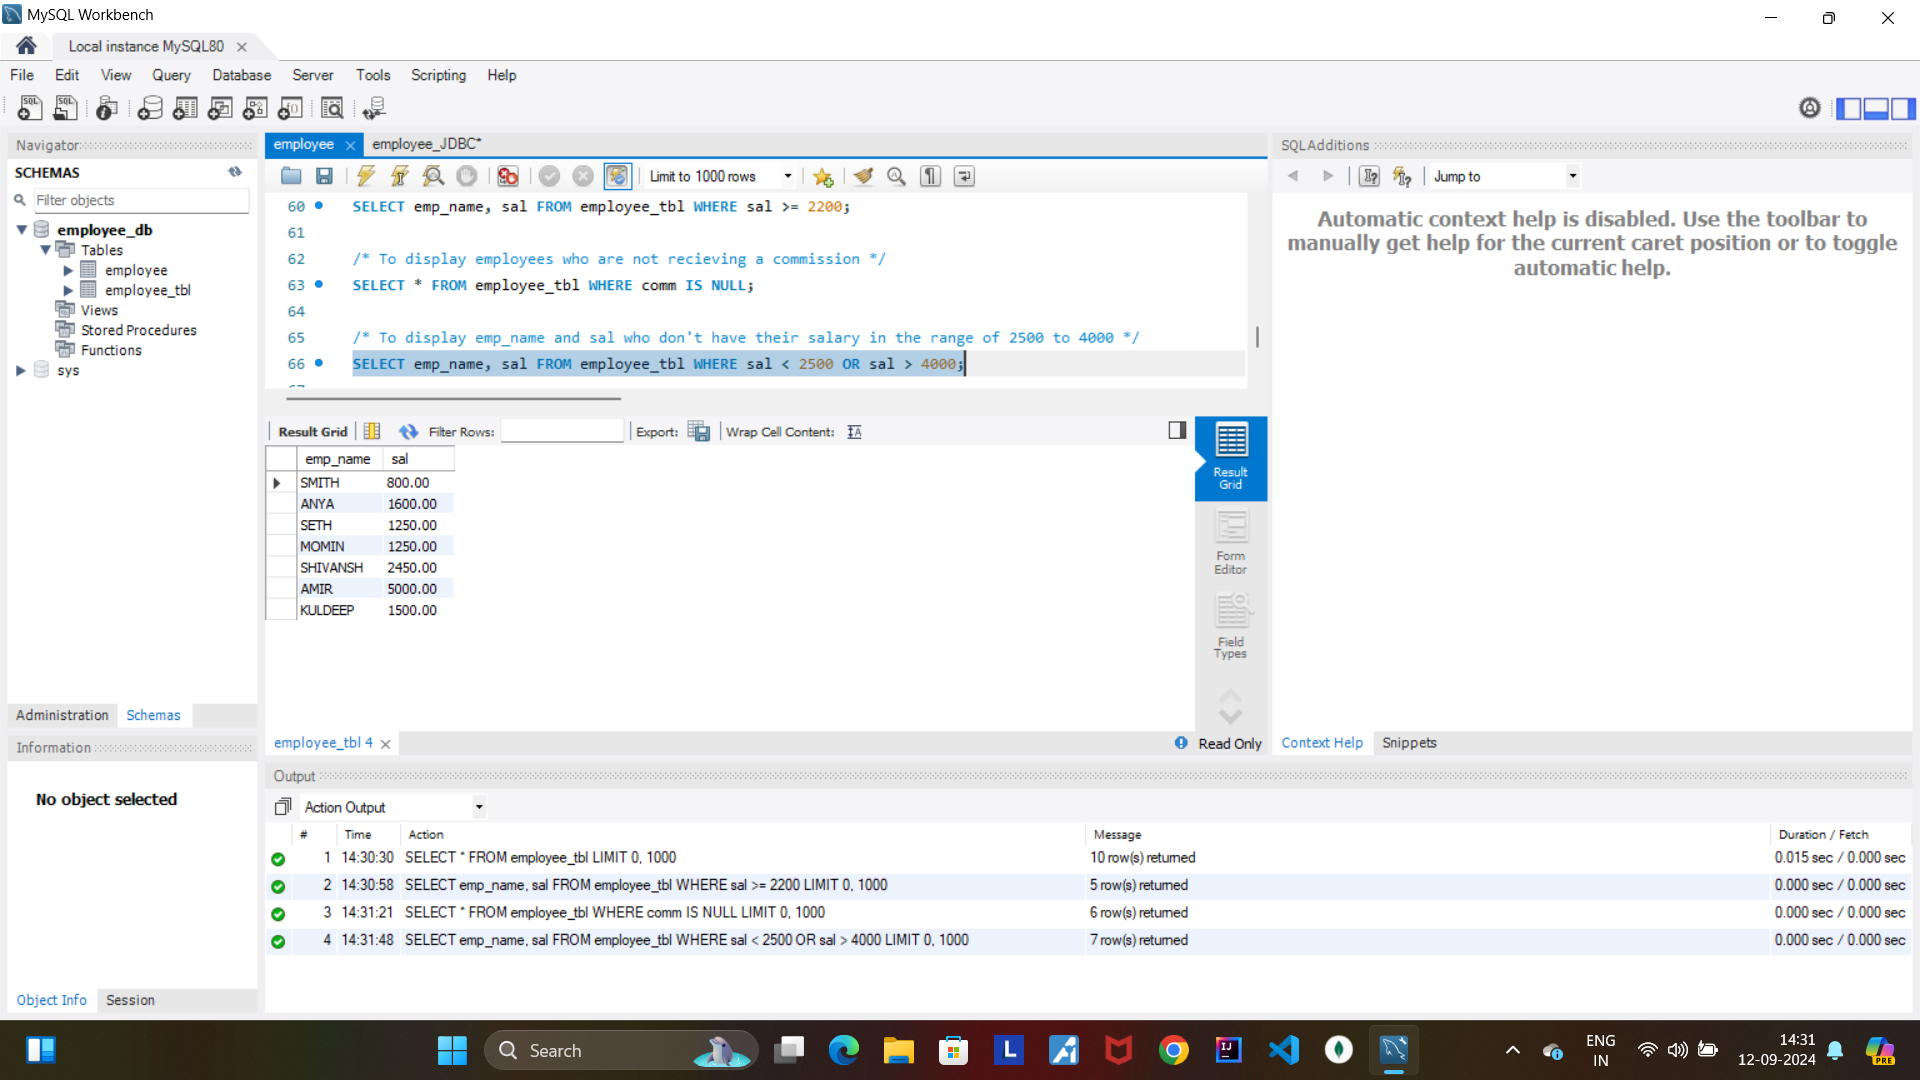 MySQL Workbench
Local instance MySQL80
File Edit View Query Database Server Tools Scripting Help
Navigator
SCHEMAS
Filter objects
employee_db
Tables
employee
employee_tbl
Views
Stored Procedures
Functions
sys
Administration Schemas
Information
No object selected
Object Info Session
employee employee_JDBC*
Limit to 1000 rows
60 SELECT emp_name, sal FROM employee_tbl WHERE sal >= 2200;
61
62 /* To display employees who are not recieving a commission */
63 SELECT * FROM employee_tbl WHERE comm IS NULL;
64
65 /* To display emp_name and sal who don't have their salary in the range of 2500 to 4000 */
66 SELECT emp_name, sal FROM employee_tbl WHERE sal < 2500 OR sal > 4000;
Result Grid Filter Rows: Export: Wrap Cell Content:
emp_name sal
SMITH 800.00
ANYA 1600.00
SETH 1250.00
MOMIN 1250.00
SHIVANSH 2450.00
AMIR 5000.00
KULDEEP 1500.00
Result
Grid
Form
Editor
Field
Types
employee_tbl 4
Read Only
SQLAdditions
Jump to
Automatic context help is disabled. Use the toolbar to
manually get help for the current caret position or to toggle
automatic help.
Context Help Snippets
Output
Action Output
# Time Action Message Duration / Fetch
1 14:30:30 SELECT * FROM employee_tbl LIMIT 0, 1000 10 row(s) returned 0.015 sec / 0.000 sec
2 14:30:58 SELECT emp_name, sal FROM employee_tbl WHERE sal >= 2200 LIMIT 0, 1000 5 row(s) returned 0.000 sec / 0.000 sec
3 14:31:21 SELECT * FROM employee_tbl WHERE comm IS NULL LIMIT 0, 1000 6 row(s) returned 0.000 sec / 0.000 sec
4 14:31:48 SELECT emp_name, sal FROM employee_tbl WHERE sal < 2500 OR sal > 4000 LIMIT 0, 1000 7 row(s) returned 0.000 sec / 0.000 sec
Search
L
IJ
ENG
IN
14:31
12-09-2024
PRE